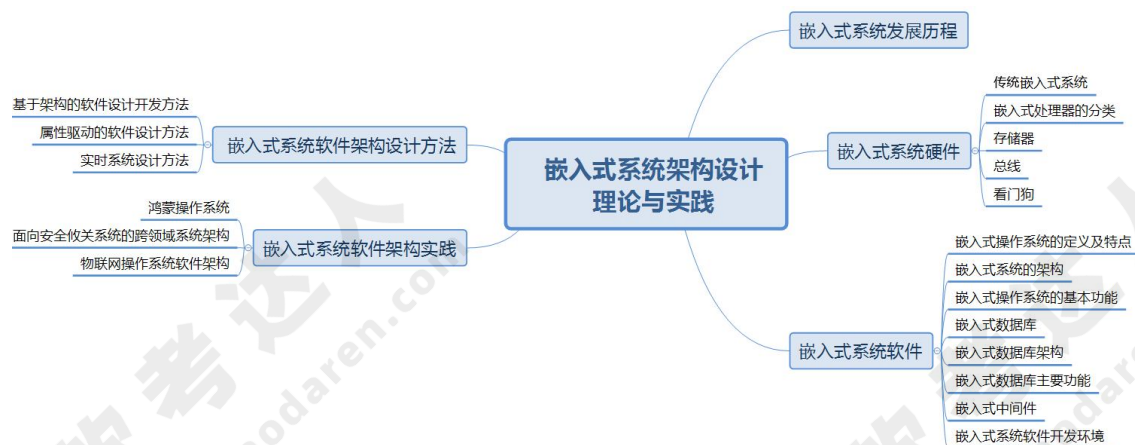 嵌入式系统架构设计
理论与实践
嵌入式系统发展历程
嵌入式系统硬件
传统嵌入式系统
嵌入式处理器的分类
存储器
总线
看门狗
嵌入式系统软件
嵌入式操作系统的定义及特点
嵌入式系统的架构
嵌入式操作系统的基本功能
嵌入式数据库
嵌入式数据库架构
嵌入式数据库主要功能
嵌入式中间件
嵌入式系统软件开发环境
嵌入式系统软件架构设计方法
基于架构的软件设计开发方法
属性驱动的软件设计方法
实时系统设计方法
嵌入式系统软件架构实践
鸿蒙操作系统
面向安全攸关系统的跨领域系统架构
物联网操作系统软件架构